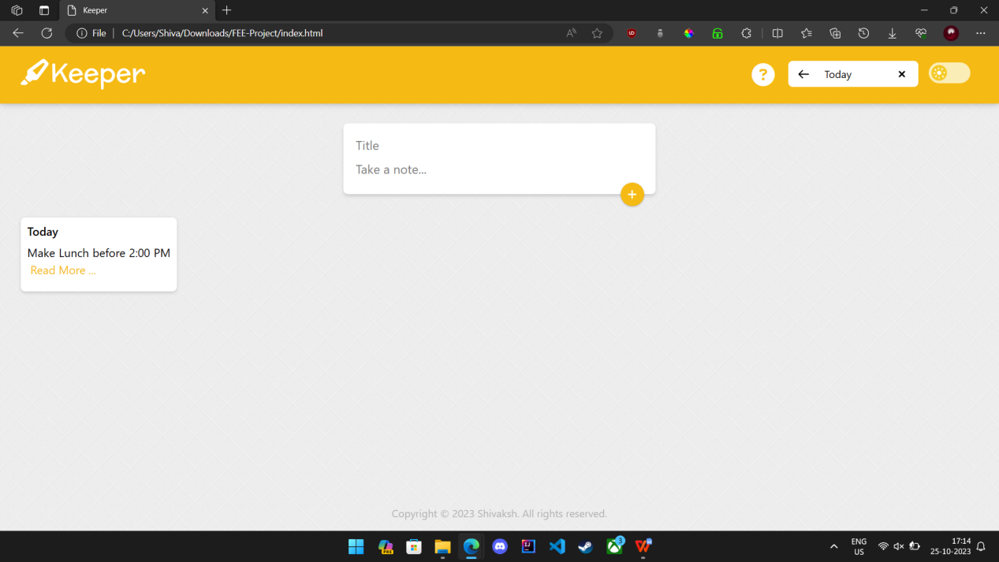 Keeper
File
C:/Users/Shiva/Downloads/FEE-Project/index.html
Keeper
?
Today
Title
Take a note...
+
Today
Make Lunch before 2:00 PM
Read More ...
Copyright © 2023 Shivaksh. All rights reserved.
PRE
3
ENG
US
17:14
25-10-2023